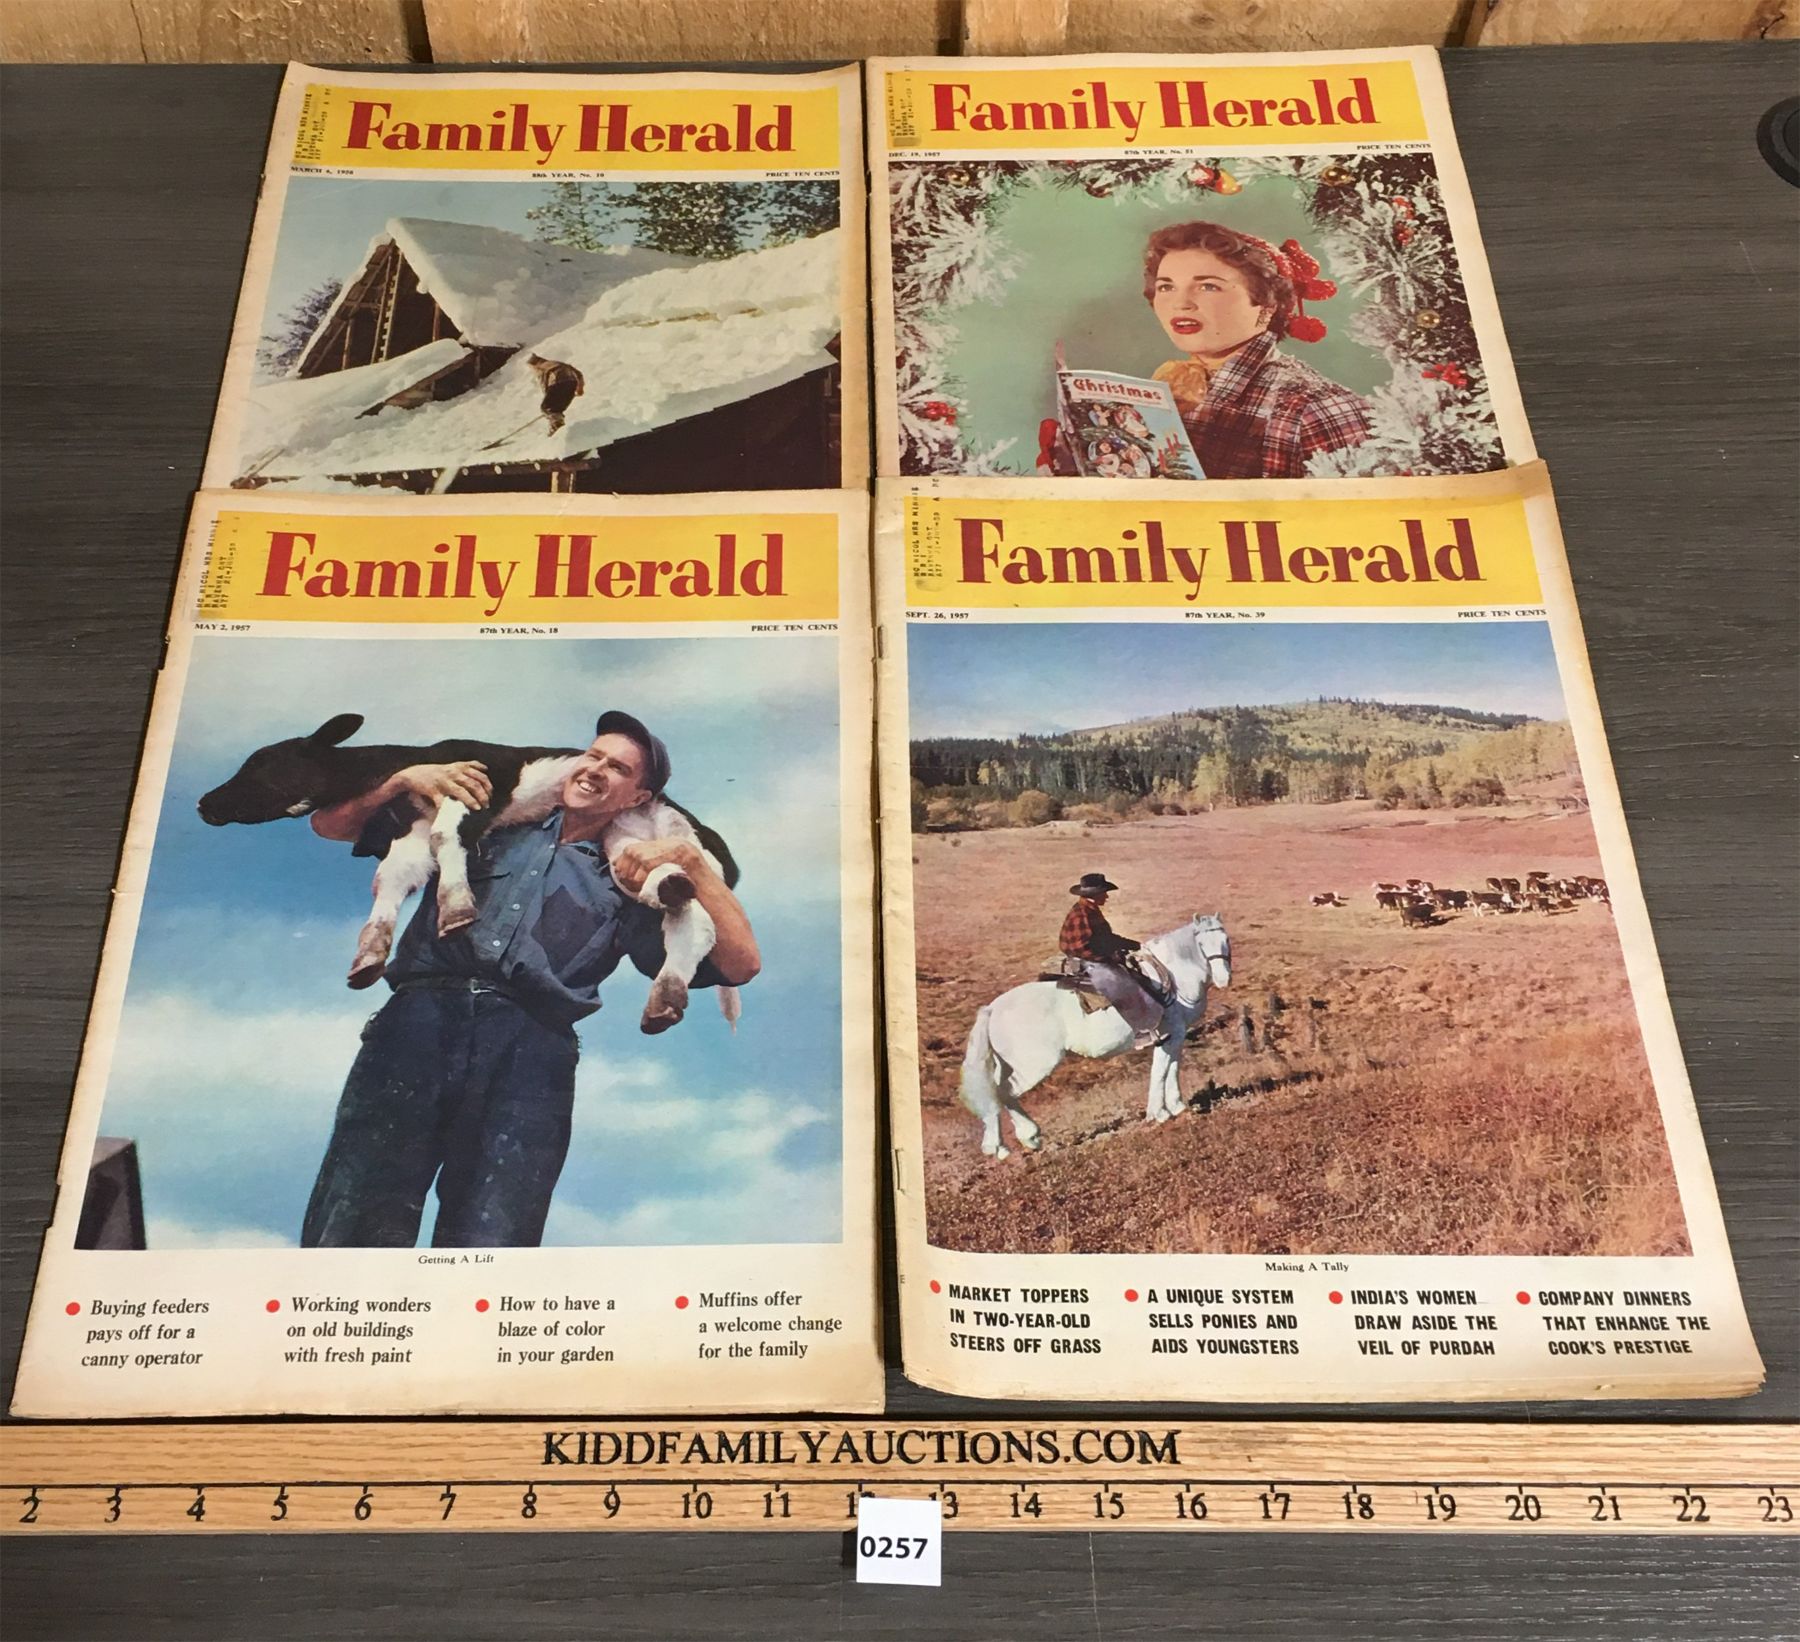 Family Herald
MARCH 6, 1958
88th YEAR, No. 10
PRICE TEN CENTS
Family Herald
DEC. 19, 1957
87th YEAR, No. 51
PRICE TEN CENTS
Christmas
Family Herald
MAY 2, 1957
87th YEAR, No. 18
PRICE TEN CENTS
Getting A Lift
Buying feeders
pays off for a
canny operator
Working wonders
on old buildings
with fresh paint
How to have a
blaze of color
in your garden
Muffins offer
a welcome change
for the family
Family Herald
SEPT. 26, 1957
87th YEAR, No. 39
PRICE TEN CENTS
Making A Tally
MARKET TOPPERS
IN TWO-YEAR-OLD
STEERS OFF GRASS
A UNIQUE SYSTEM
SELLS PONIES AND
AIDS YOUNGSTERS
INDIA'S WOMEN
DRAW ASIDE THE
VEIL OF PURDAH
COMPANY DINNERS
THAT ENHANCE THE
COOK'S PRESTIGE
KIDDFAMILYAUCTIONS.COM
2 3 4 5 6 7 8 9 10 11 12 13 14 15 16 17 18 19 20 21 22 23
0257